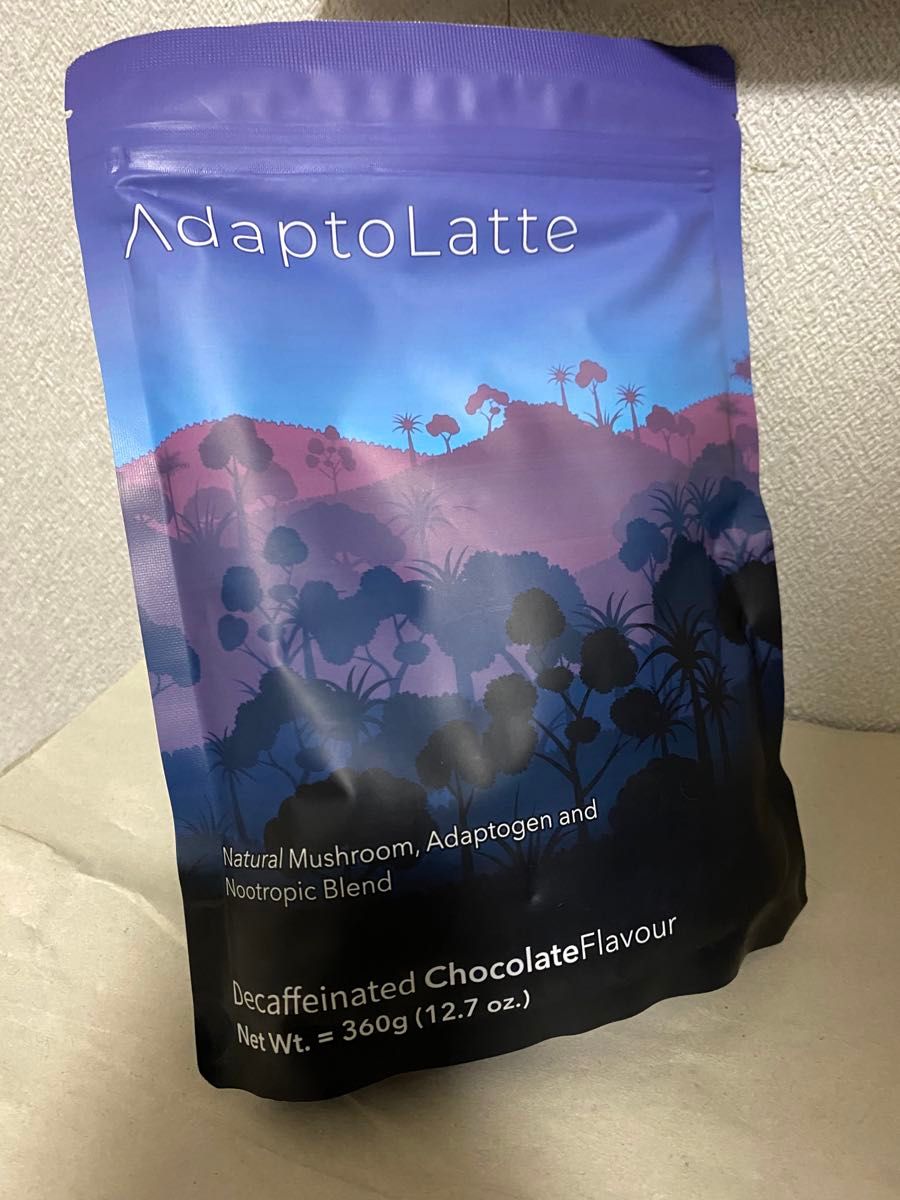 AdaptoLatte
Natural Mushroom, Adaptogen and
Nootropic Blend
Decaffeinated ChocolateFlavour
Net Wt. = 360g (12.7 oz.)